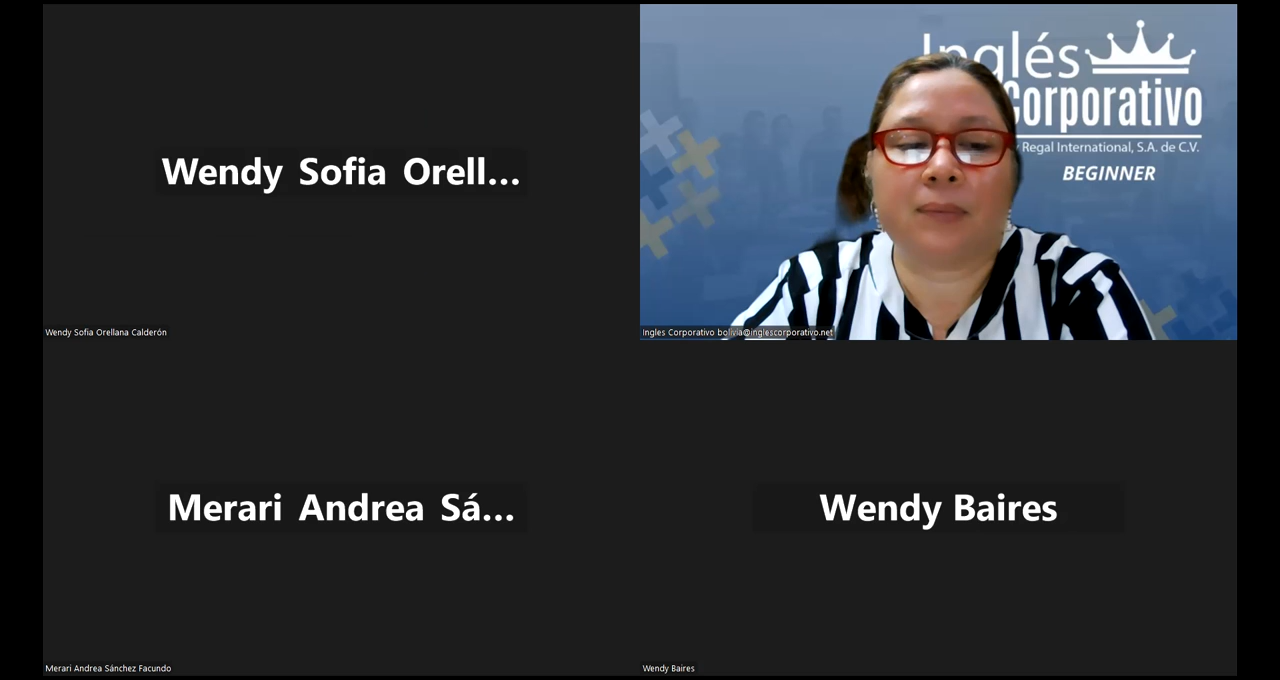 Wendy Sofia Orell...
Wendy Sofia Orellana Calderón
Inglés
Corporativo
Regal International, S.A. de C.V.
BEGINNER
Ingles Corporativo bolivia@inglescorporativo.net
Merari Andrea Sá...
Merari Andrea Sánchez Facundo
Wendy Baires
Wendy Baires